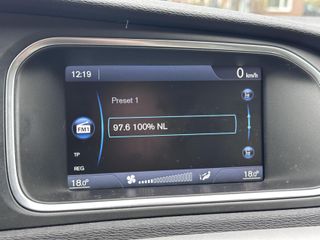 12:19
0 km/h
Preset 1
FM1
97.6 100% NL
TP
REG
18.0°
18.0°